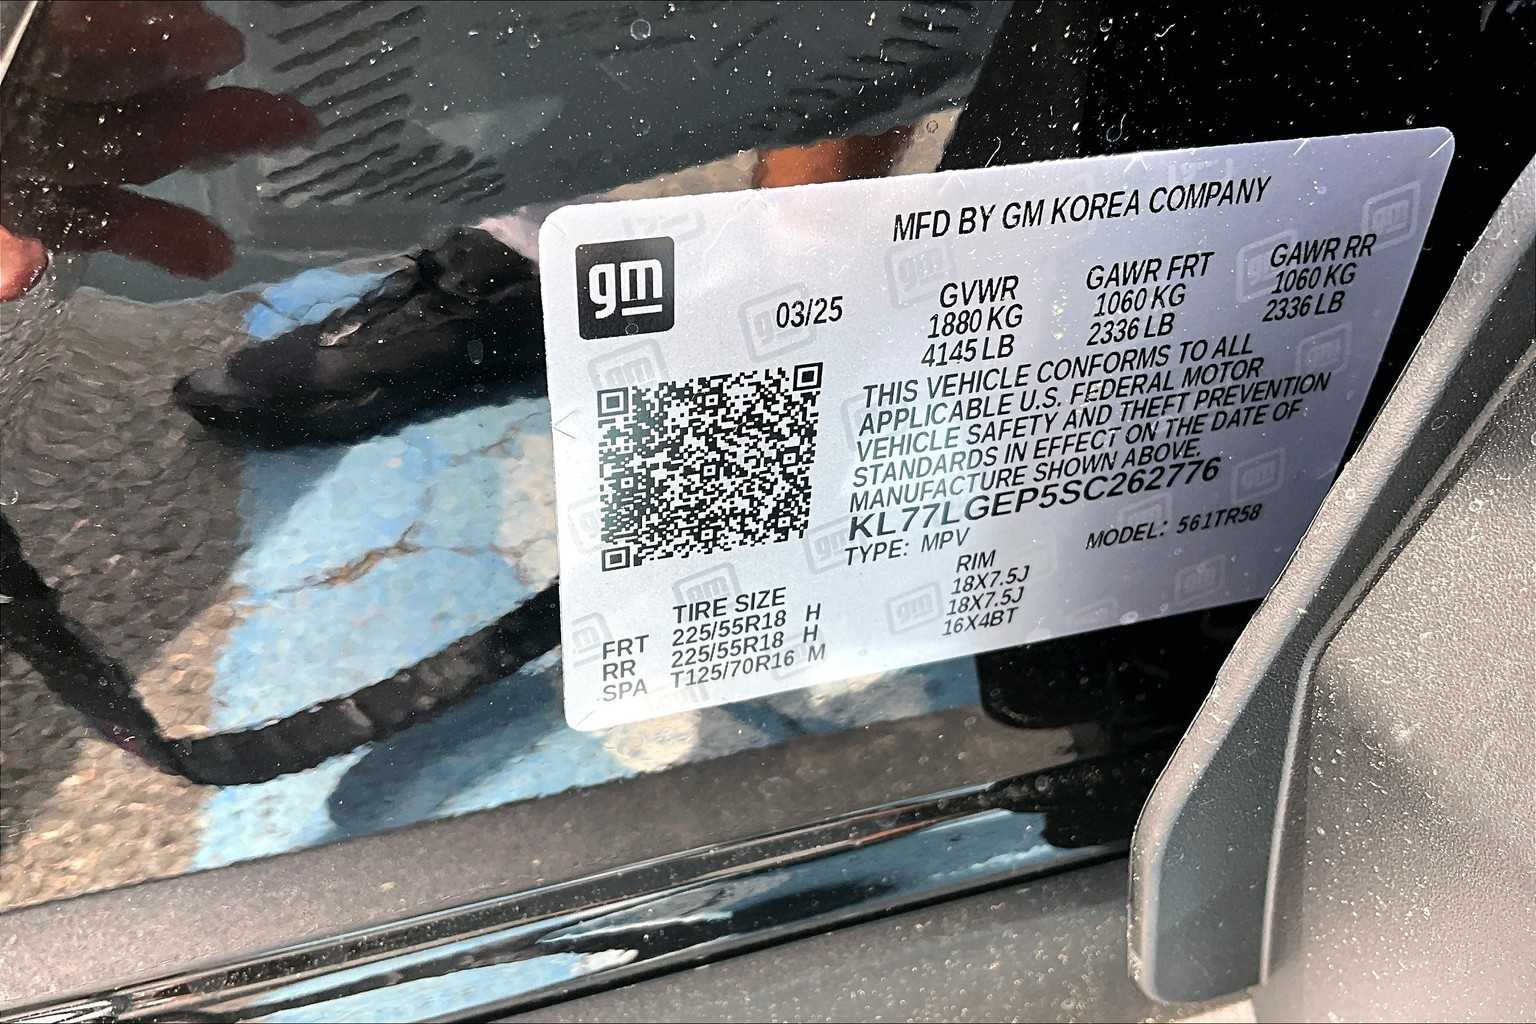 MFD BY GM KOREA COMPANY
gm
03/25
GVWR
1880 KG
4145 LB
GAWR FRT
1060 KG
2336 LB
GAWR RR
1060 KG
2336 LB
THIS VEHICLE CONFORMS TO ALL
APPLICABLE U.S. FEDERAL MOTOR
VEHICLE SAFETY AND THEFT PREVENTION
STANDARDS IN EFFECT ON THE DATE OF
MANUFACTURE SHOWN ABOVE.
KL77LGEP5SC262776
TYPE: MPV MODEL: 561TR58
TIRE SIZE RIM
FRT 225/55R18 H 18X7.5J
RR 225/55R18 H 18X7.5J
SPA T125/70R16 M 16X4BT